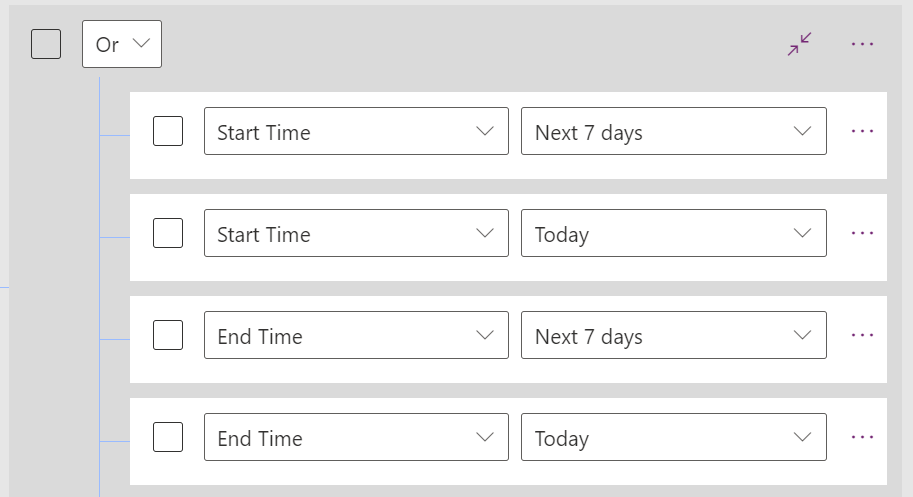 Or
Start Time Next 7 days
Start Time Today
End Time Next 7 days
End Time Today